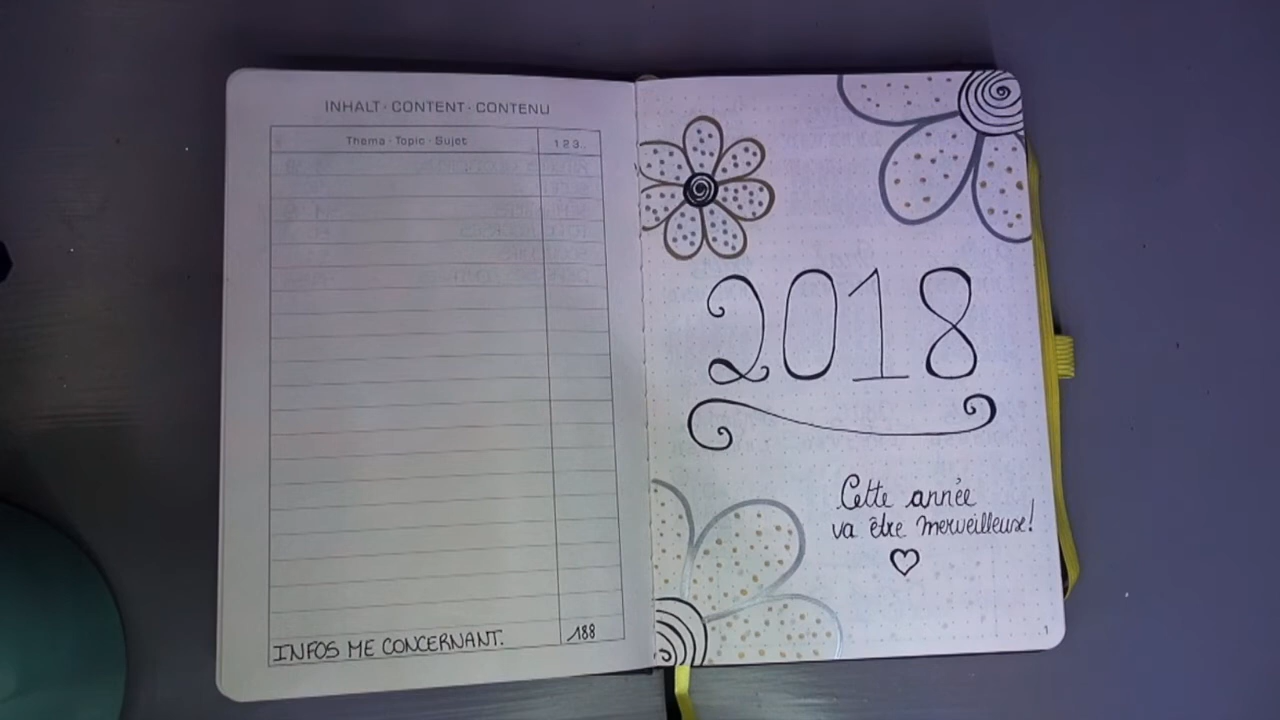 INHALT · CONTENT · CONTENU
Thema · Topic · Sujet 1 2 3..
INFOS ME CONCERNANT. 188
2018
Cette année
va être merveilleuse!
1